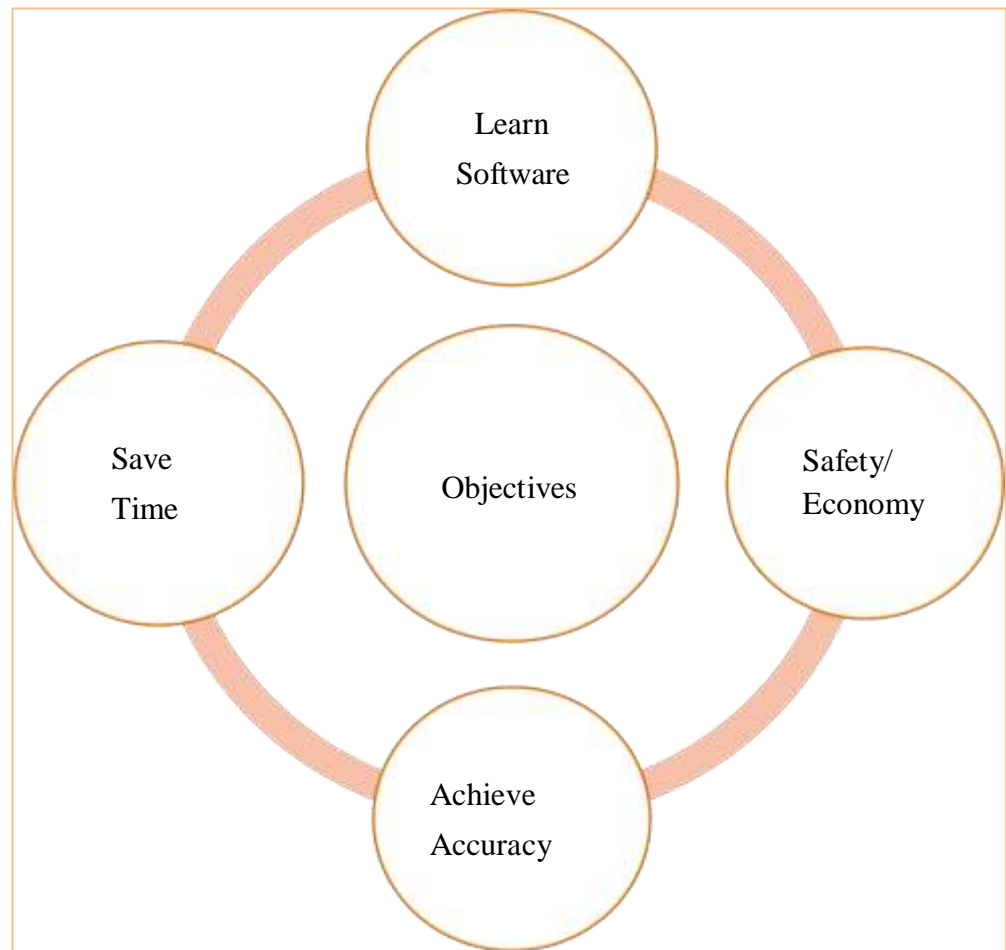 Learn
Software
Save
Time
Objectives
Safety/
Economy
Achieve
Accuracy